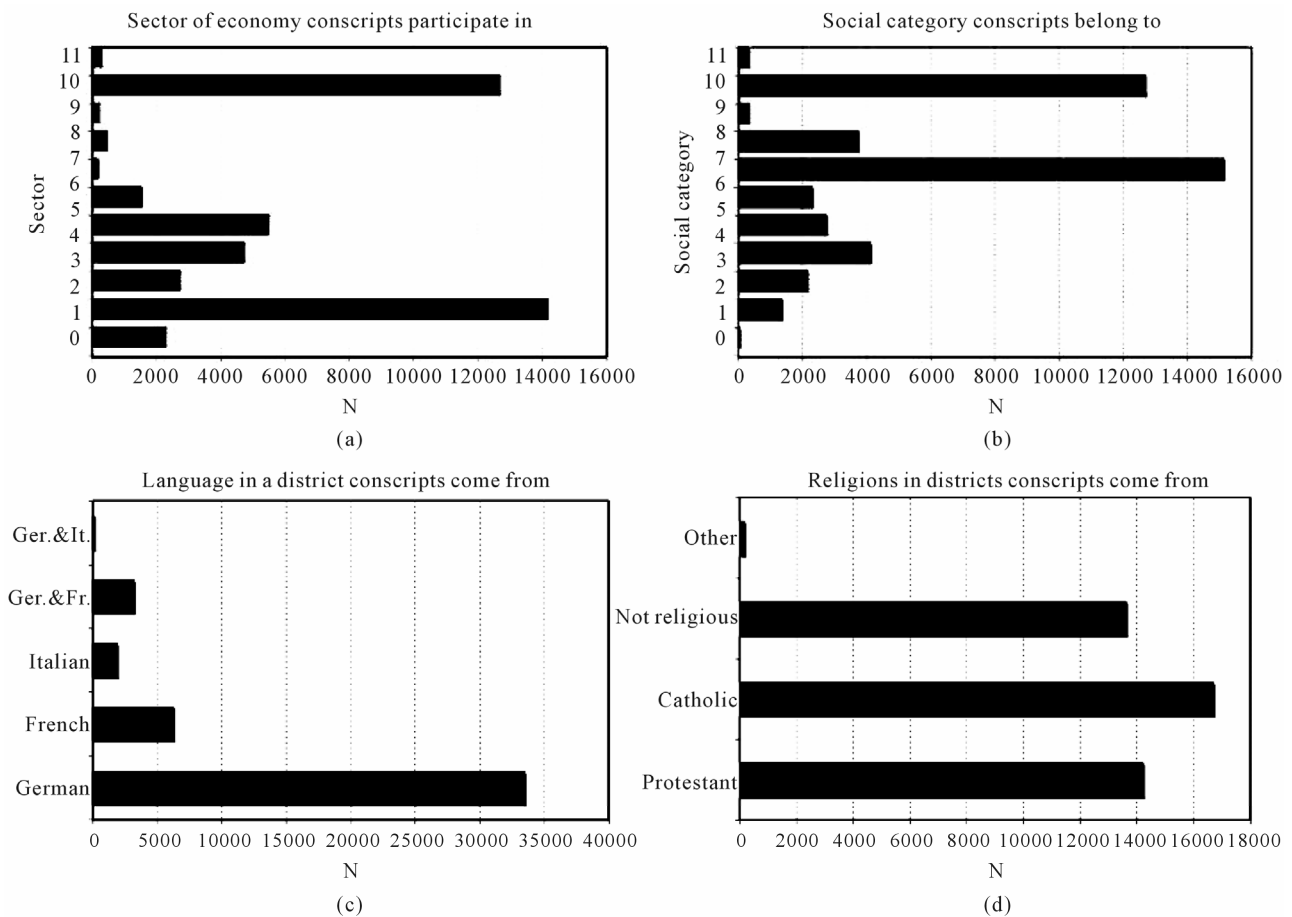 Sector of economy conscripts participate in
11
10
9
8
7
6
5
4
3
2
1
0
Sector
0 2000 4000 6000 8000 10000 12000 14000 16000
N
(a)
Social category conscripts belong to
11
10
9
8
7
6
5
4
3
2
1
0
Social category
0 2000 4000 6000 8000 10000 12000 14000 16000
N
(b)
Language in a district conscripts come from
Ger.&It.
Ger.&Fr.
Italian
French
German
0 5000 10000 15000 20000 25000 30000 35000 40000
N
(c)
Religions in districts conscripts come from
Other
Not religious
Catholic
Protestant
0 2000 4000 6000 8000 10000 12000 14000 16000 18000
N
(d)